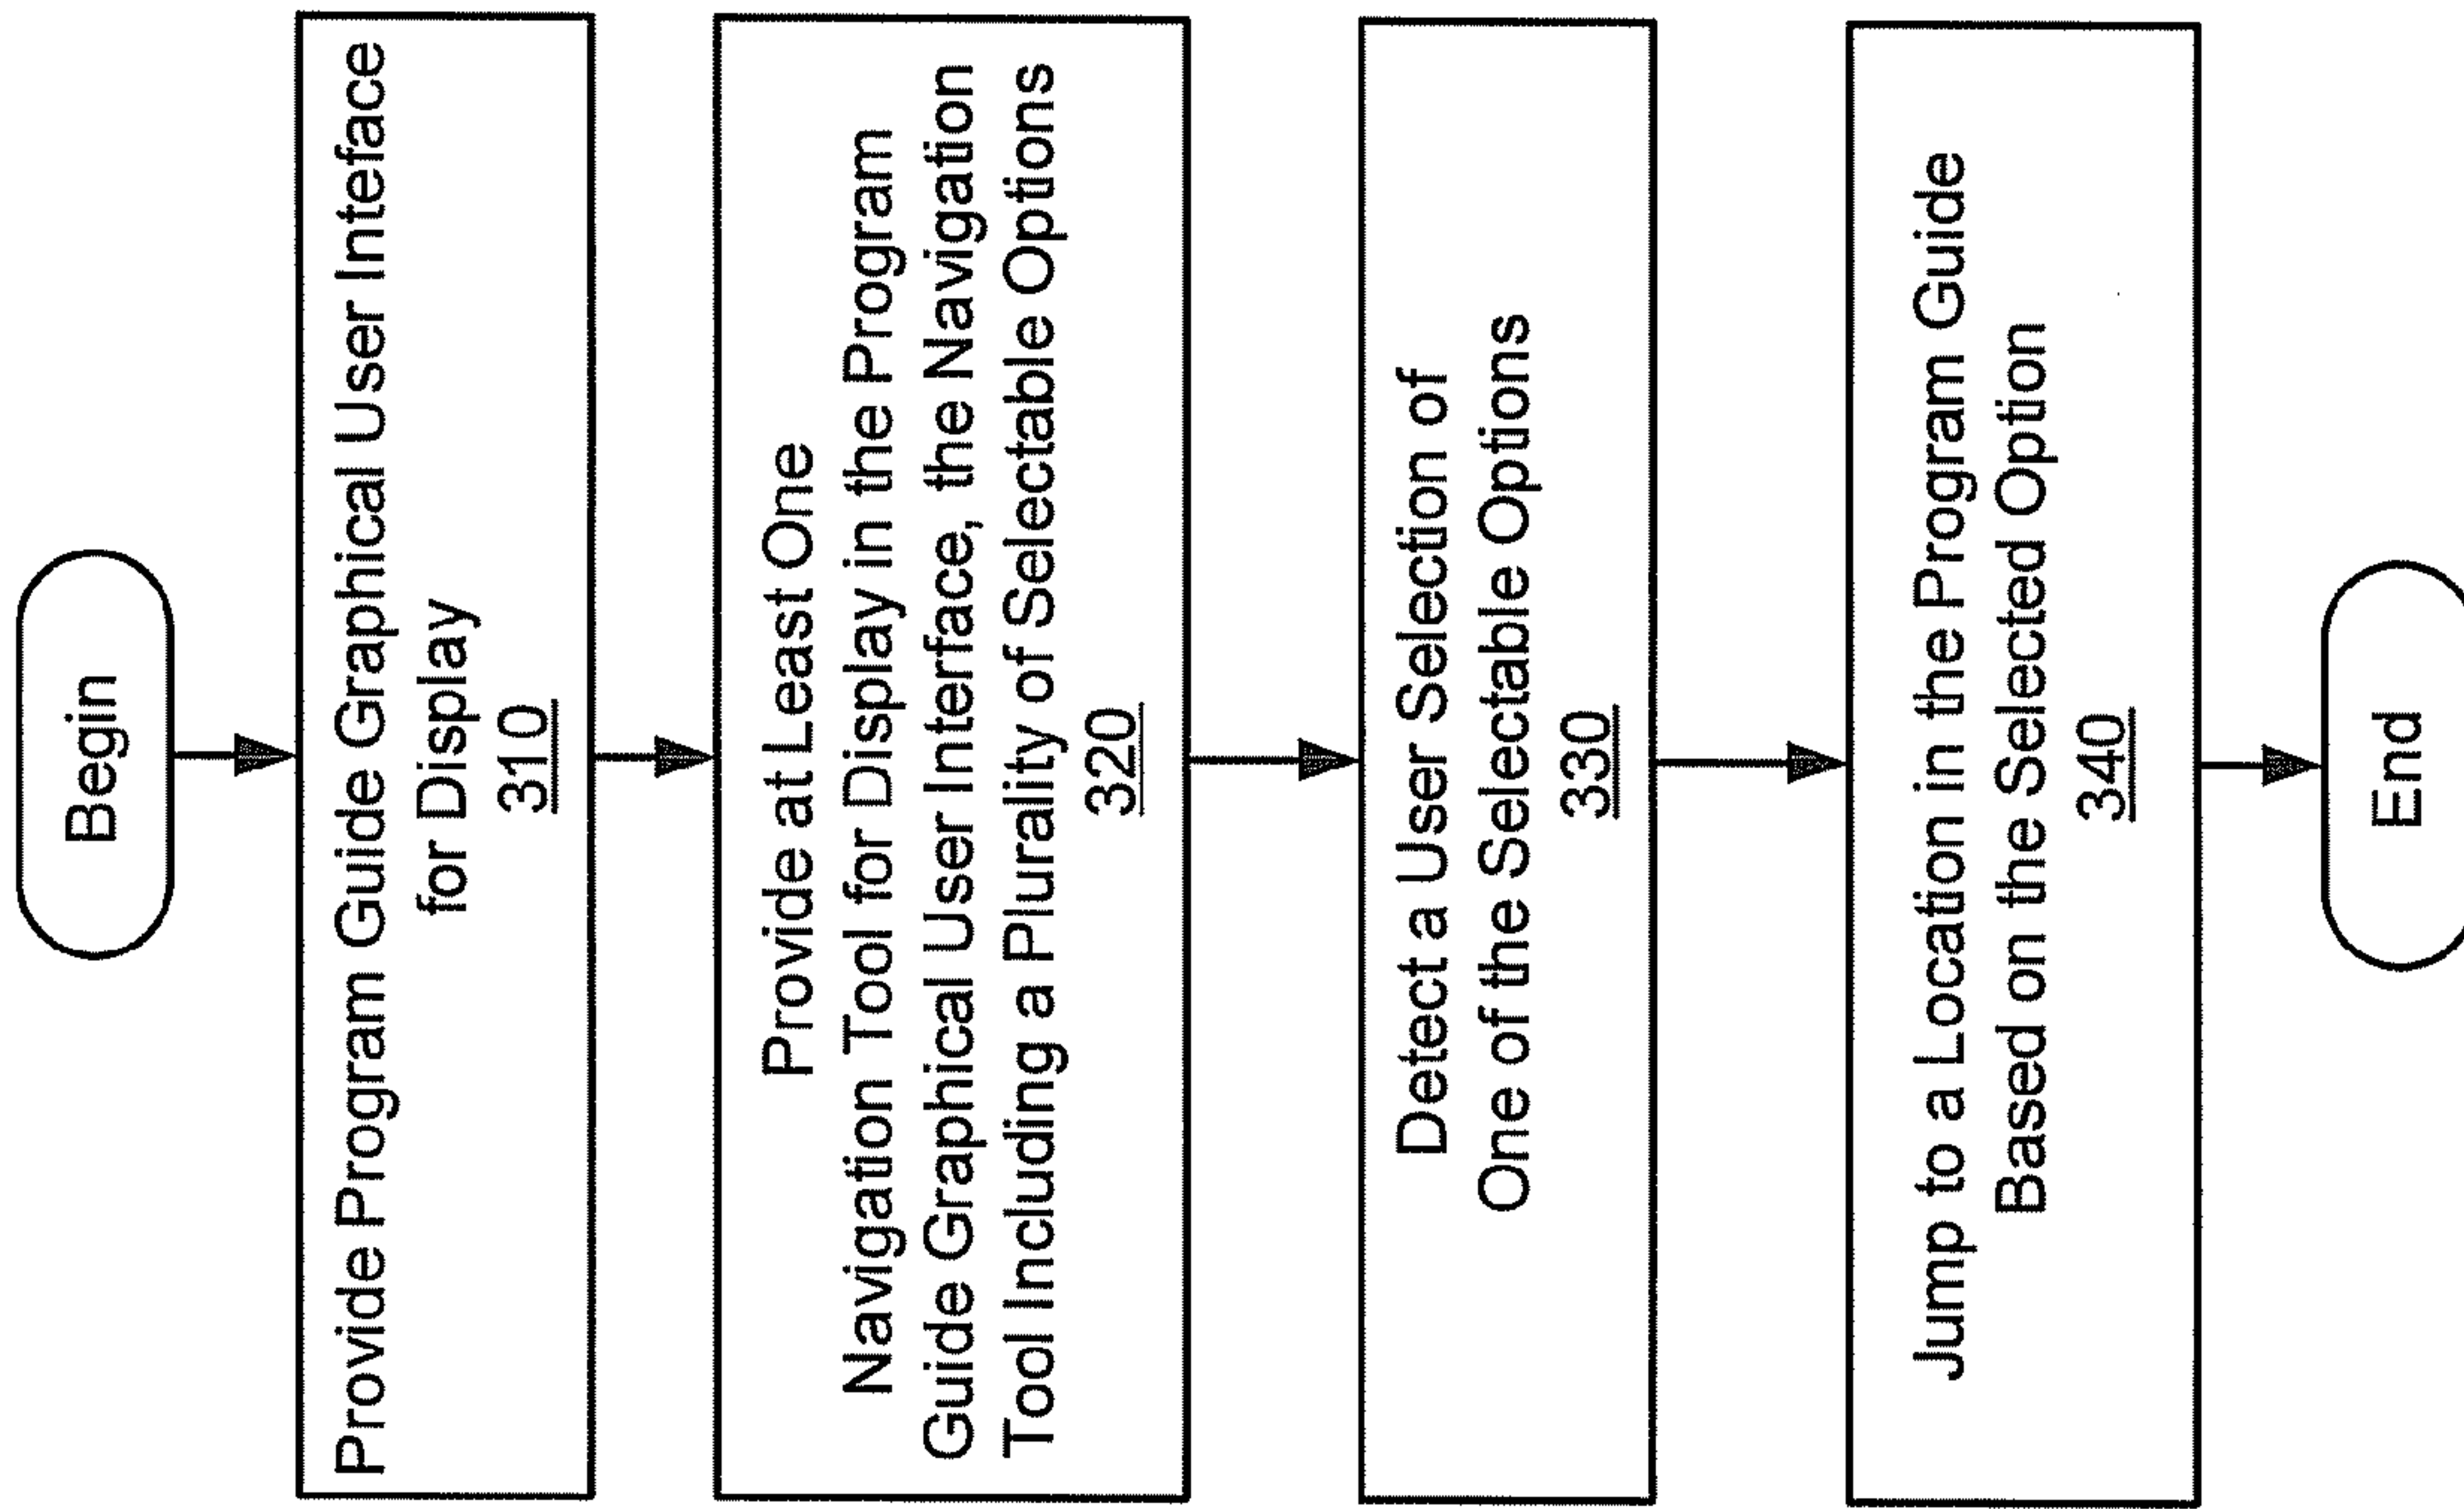 Begin
Provide Program Guide Graphical User Inteface
for Display
310
Provide at Least One
Navigation Tool for Display in the Program
Guide Graphical User Interface, the Navigation
Tool Including a Plurality of Selectable Options
320
Detect a User Selection of
One of the Selectable Options
330
Jump to a Location in the Program Guide
Based on the Selected Option
340
End